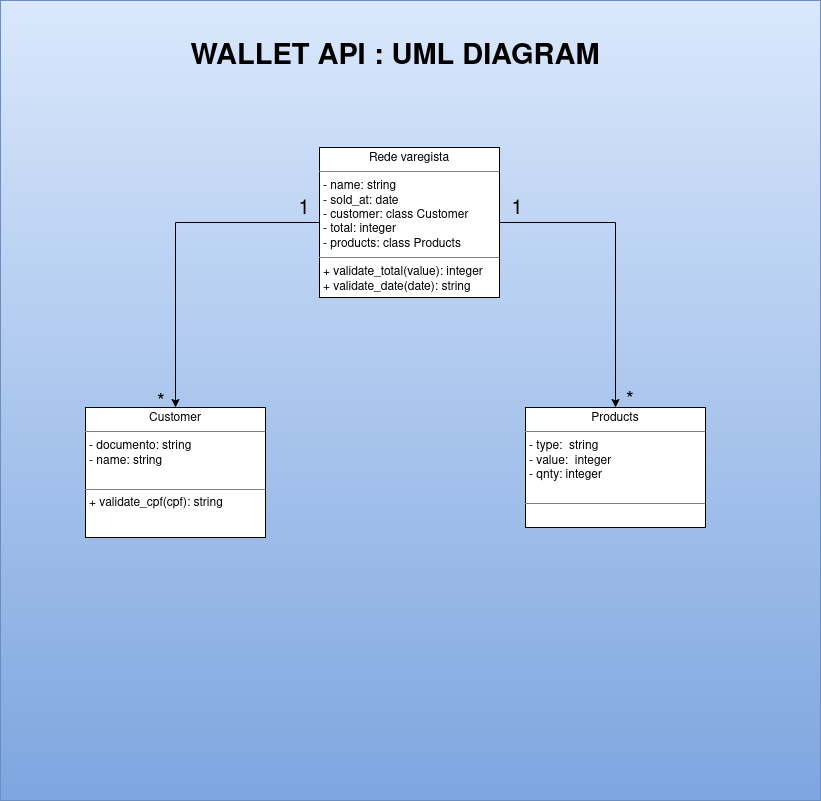 WALLET API : UML DIAGRAM
Rede varegista
- name: string
- sold_at: date
- customer: class Customer
- total: integer
- products: class Products
+ validate_total(value): integer
+ validate_date(date): string
1
1
*
*
Customer
- documento: string
- name: string
+ validate_cpf(cpf): string
Products
- type:  string
- value:  integer
- qnty: integer